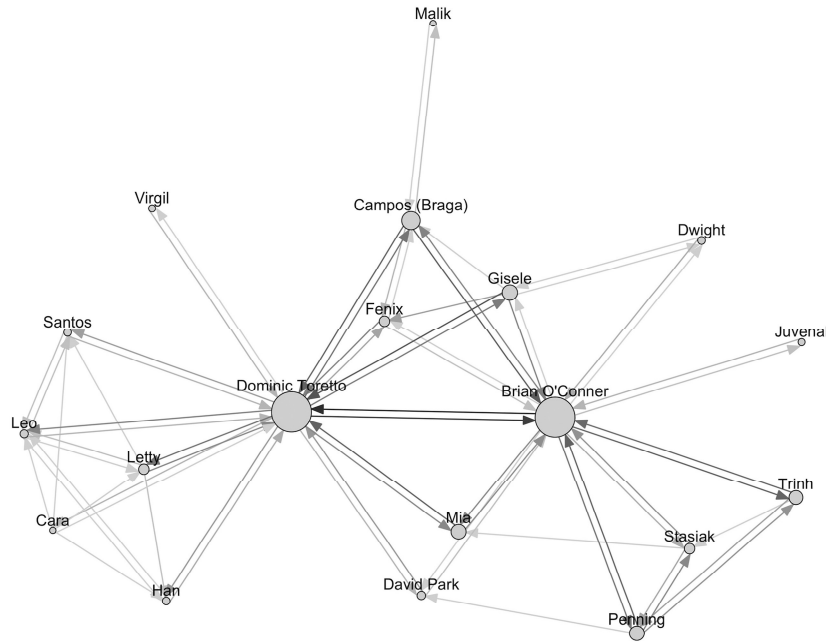 Malik
Virgil
Campos (Braga)
Dwight
Gisele
Fenix
Santos
Juvenal
Dominic Toretto
Brian O'Conner
Leo
Letty
Trinh
Cara
Mia
Stasiak
David Park
Han
Penning